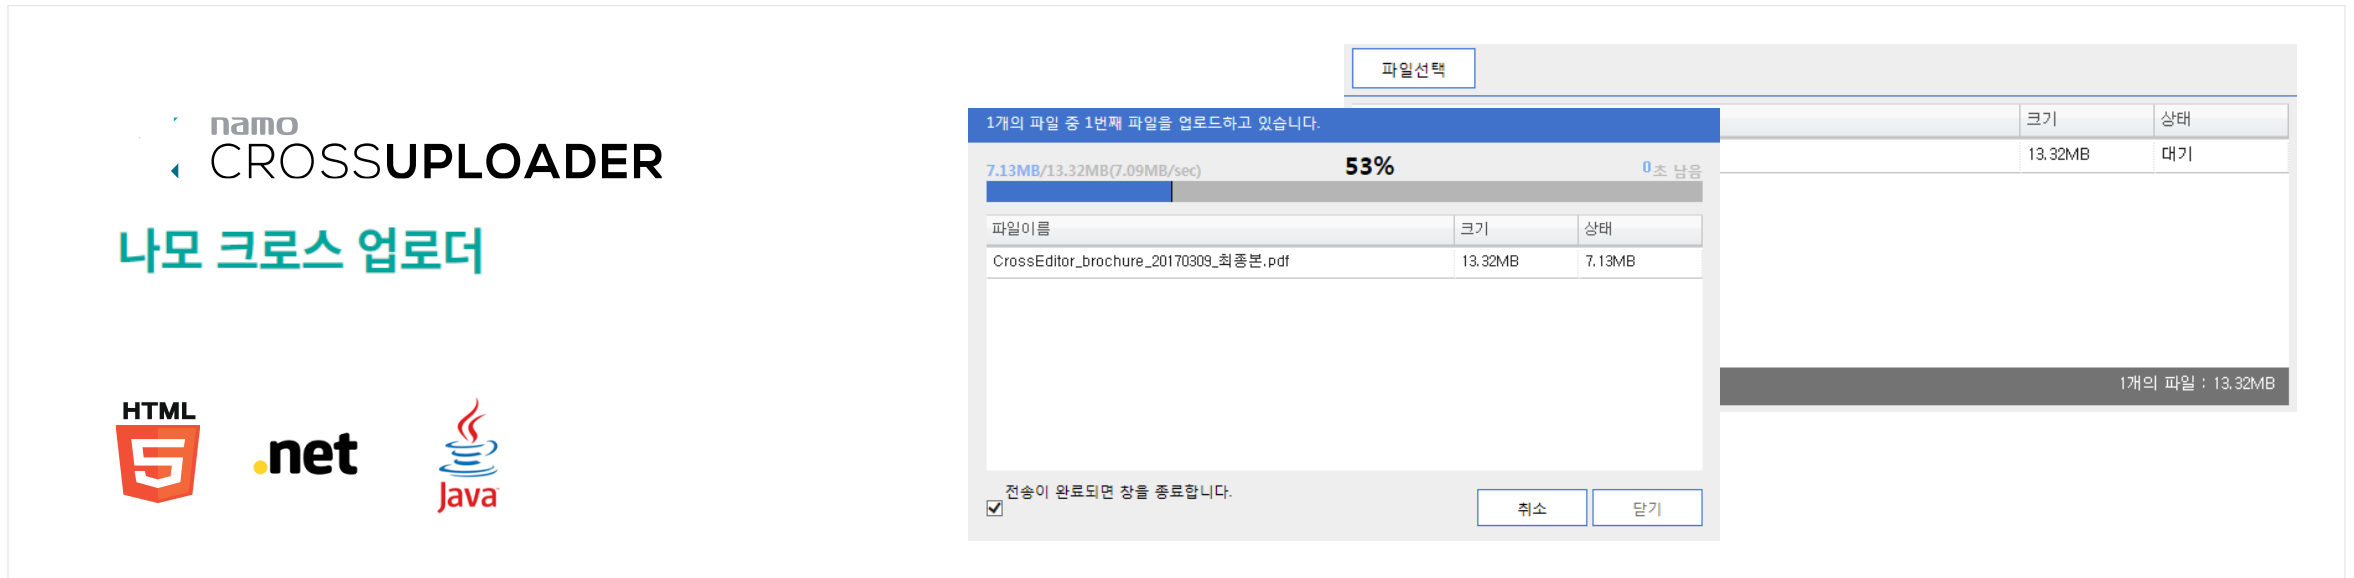 namo
CROSSUPLOADER
나모 크로스 업로더
HTML
5
.net
Java
파일선택
크기 상태
13.32MB 대기
1개의 파일 : 13.32MB
1개의 파일 중 1번째 파일을 업로드하고 있습니다.
7.13MB/13.32MB(7.09MB/sec) 53% 0초 남음
파일이름 크기 상태
CrossEditor_brochure_20170309_최종본.pdf 13.32MB 7.13MB
전송이 완료되면 창을 종료합니다.
취소 닫기